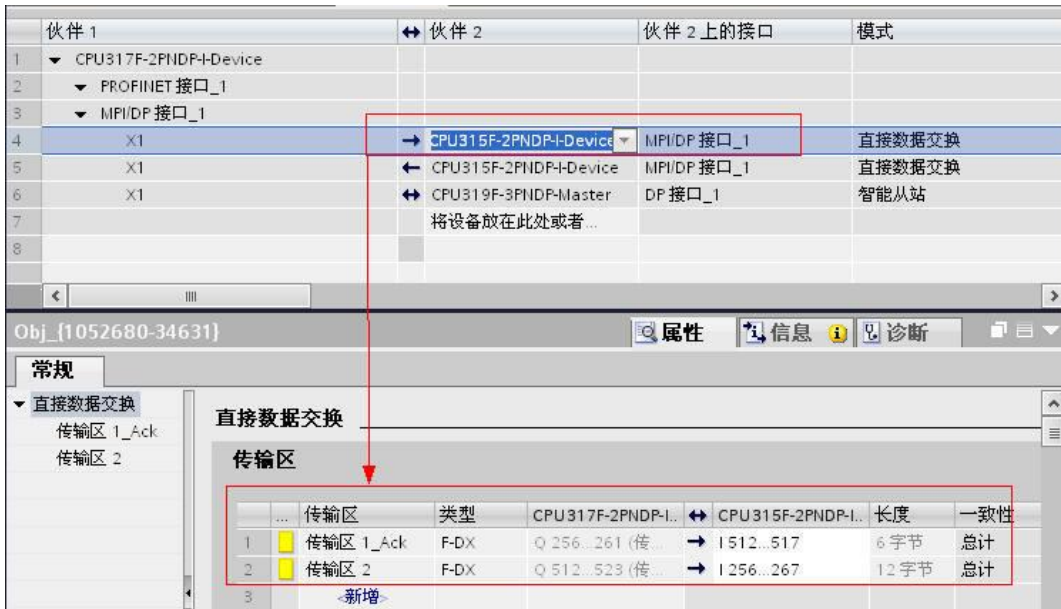 伙伴 1 ↔ 伙伴 2 伙伴 2 上的接口 模式
1 CPU317F-2PNDP-I-Device
2 PROFINET 接口_1
3 MPI/DP 接口_1
4 X1 → CPU315F-2PNDP-I-Device MPI/DP 接口_1 直接数据交换
5 X1 ← CPU315F-2PNDP-I-Device MPI/DP 接口_1 直接数据交换
6 X1 ↔ CPU319F-3PNDP-Master DP 接口_1 智能从站
7 将设备放在此处或者...
8
Obj_{1052680-34631} 属性 信息 诊断
常规
直接数据交换
传输区 1_Ack
传输区 2
直接数据交换
传输区
... 传输区 类型 CPU317F-2PNDP-I.. ↔ CPU315F-2PNDP-I.. 长度 一致性
1 传输区 1_Ack F-DX Q 256...261 (传... → I 512...517 6 字节 总计
2 传输区 2 F-DX Q 512...523 (传... → I 256...267 12 字节 总计
3 <新增>